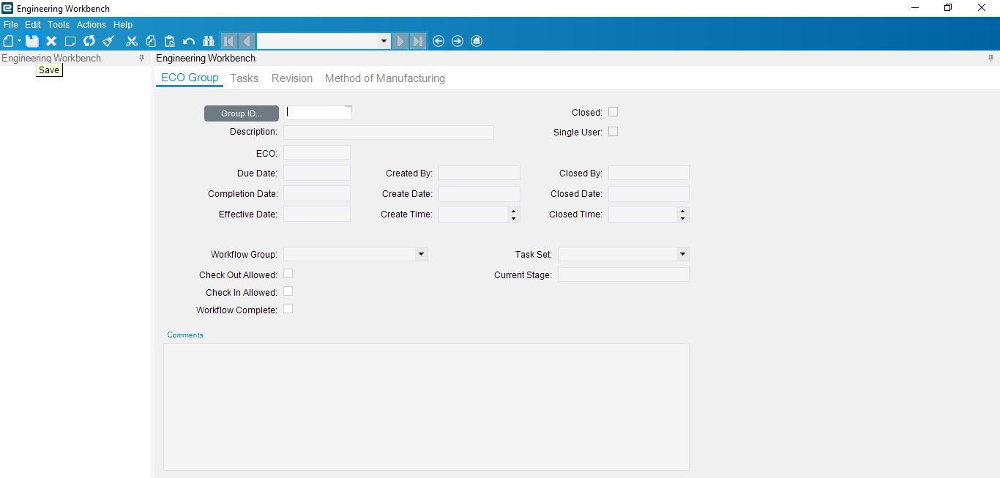 Engineering Workbench
File Edit Tools Actions Help
Engineering Workbench
Save
Engineering Workbench
ECO Group Tasks Revision Method of Manufacturing
Group ID... Closed:
Description: Single User:
ECO:
Due Date: Created By: Closed By:
Completion Date: Create Date: Closed Date:
Effective Date: Create Time: Closed Time:
Workflow Group: Task Set:
Check Out Allowed: Current Stage:
Check In Allowed:
Workflow Complete:
Comments